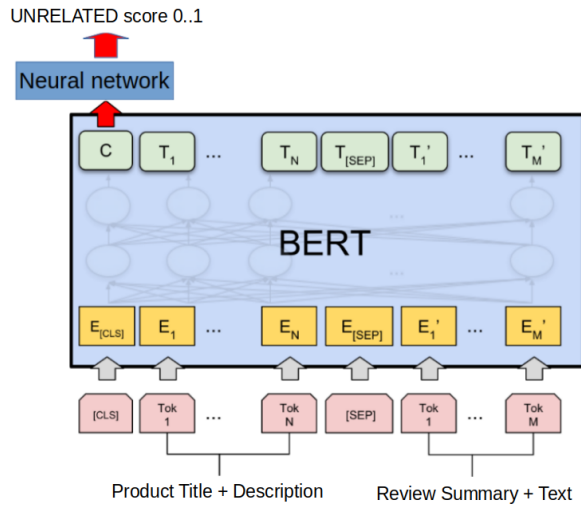 UNRELATED score 0..1
Neural network
C T1 ... TN T[SEP] T1' ... TM'
...
BERT
...
E[CLS] E1 ... EN E[SEP] E1' ... EM'
[CLS] Tok 1 ... Tok N [SEP] Tok 1 ... Tok M
Product Title + Description Review Summary + Text